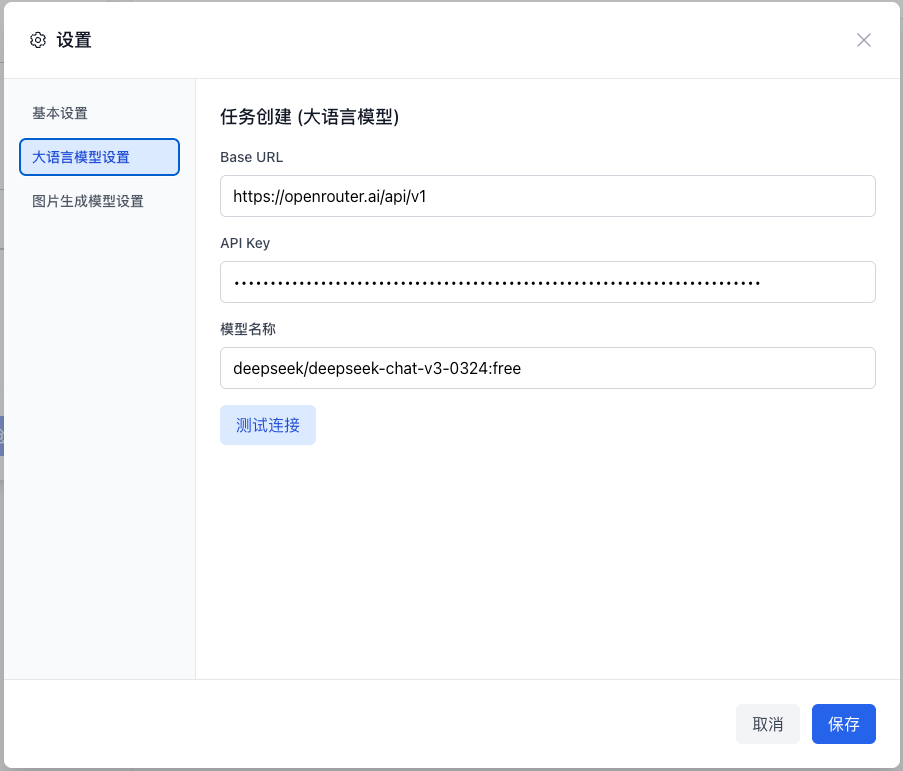 设置
基本设置
大语言模型设置
图片生成模型设置
任务创建 (大语言模型)
Base URL
https://openrouter.ai/api/v1
API Key
••••••••••••••••••••••••••••••••••••••••••••••••••••••••••••••••••••••••• 
模型名称
deepseek/deepseek-chat-v3-0324:free
测试连接
取消
保存